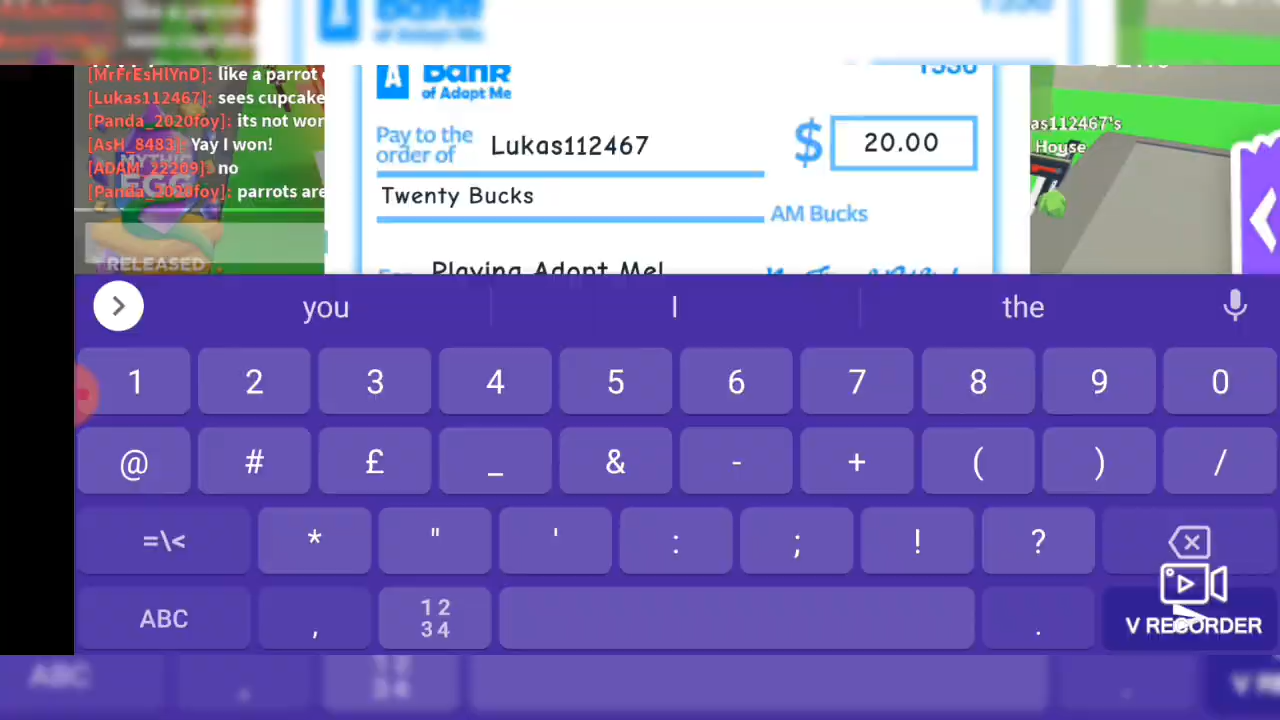 [MrFrEsHlYnD]: like a parrot
[Lukas112467]: sees cupcake
[Panda_2020foy]: its not wor
[AsH_8483]: Yay I won!
[ADAM_22209]: no
[Panda_2020foy]: parrots are
MYTHIC
EGG
RELEASED
A Bank
of Adopt Me
1550
Pay to the
order of
Lukas112467
$ 20.00
Twenty Bucks
AM Bucks
Playing Adopt Me!
as112467's
House
you I the
1 2 3 4 5 6 7 8 9 0
@ # £ _ & - + ( ) /
=\< * " ' : ; ! ?
ABC , 1 2 .
3 4
V RECORDER